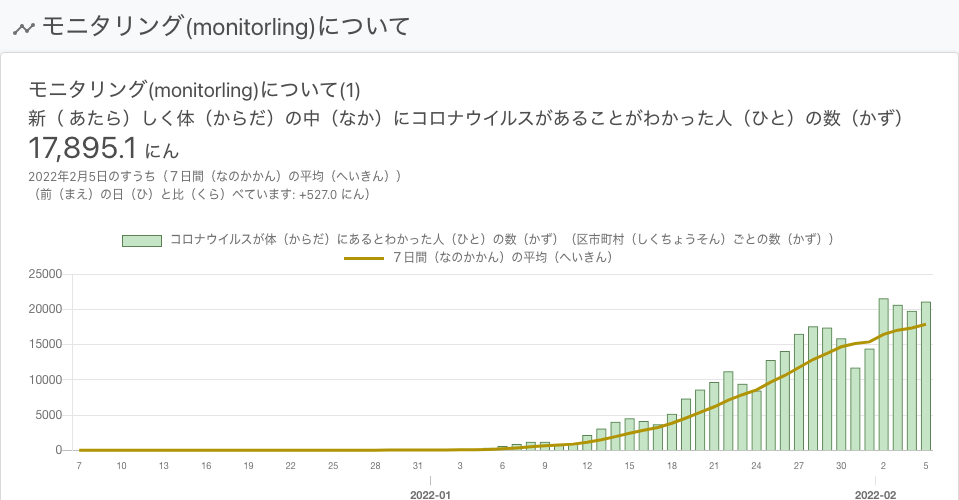 モニタリング(monitorling)について
モニタリング(monitorling)について(1)
新（ あたら）しく体（からだ）の中（なか）にコロナウイルスがあることがわかった人（ひと）の数（かず）
17,895.1 にん
2022年2月5日のすうち（７日間（なのかかん）の平均（へいきん））
（前（まえ）の日（ひ）と比（くら）べています: +527.0 にん）
コロナウイルスが体（からだ）にあるとわかった人（ひと）の数（かず）（区市町村（しくちょうそん）ごとの数（かず））
７日間（なのかかん）の平均（へいきん）
25000
20000
15000
10000
5000
0
7 10 13 16 19 22 25 28 31 3 6 9 12 15 18 21 24 27 30 2 5
2022-01 2022-02